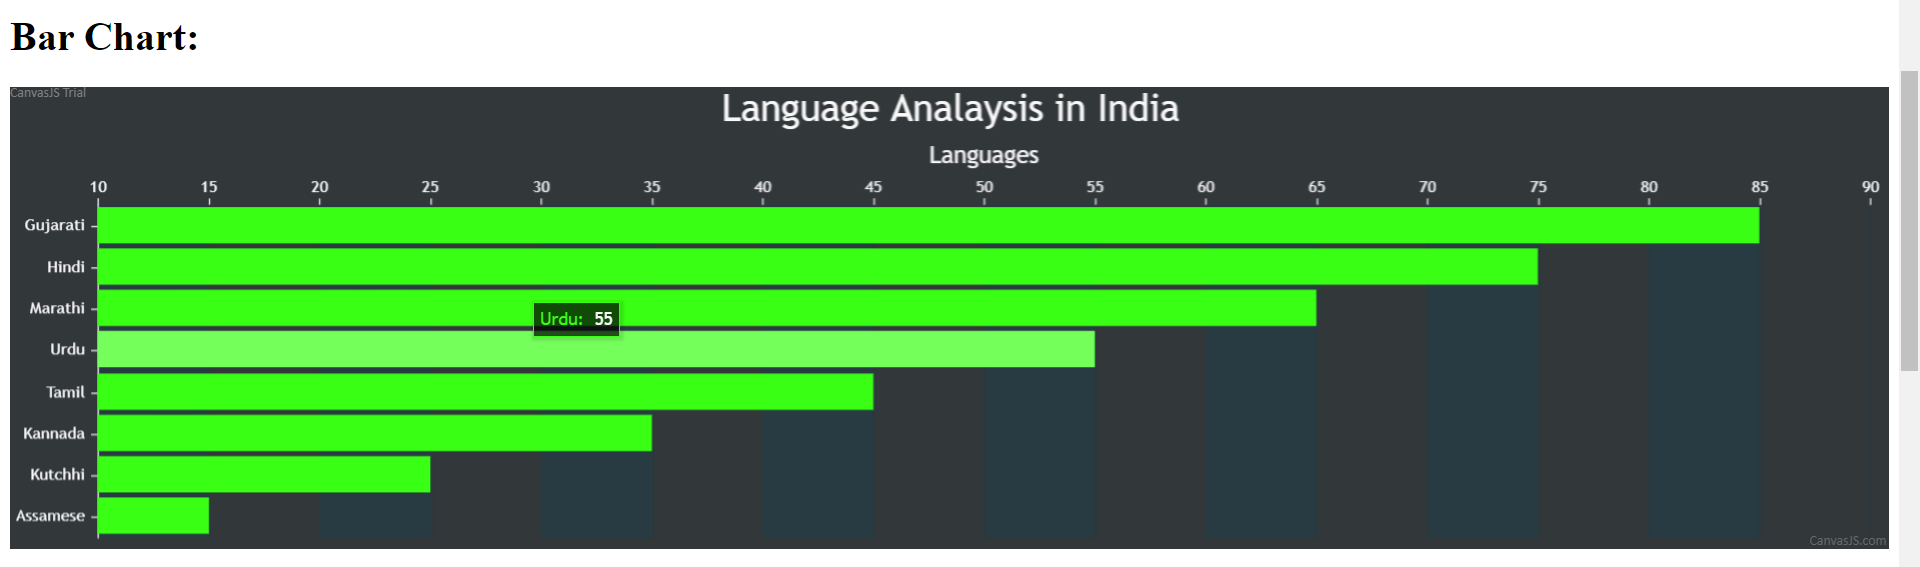 Bar Chart:
CanvasJS Trial
Language Analaysis in India
Languages
10 15 20 25 30 35 40 45 50 55 60 65 70 75 80 85 90
Gujarati
Hindi
Marathi
Urdu: 55
Urdu
Tamil
Kannada
Kutchhi
Assamese
CanvasJS.com